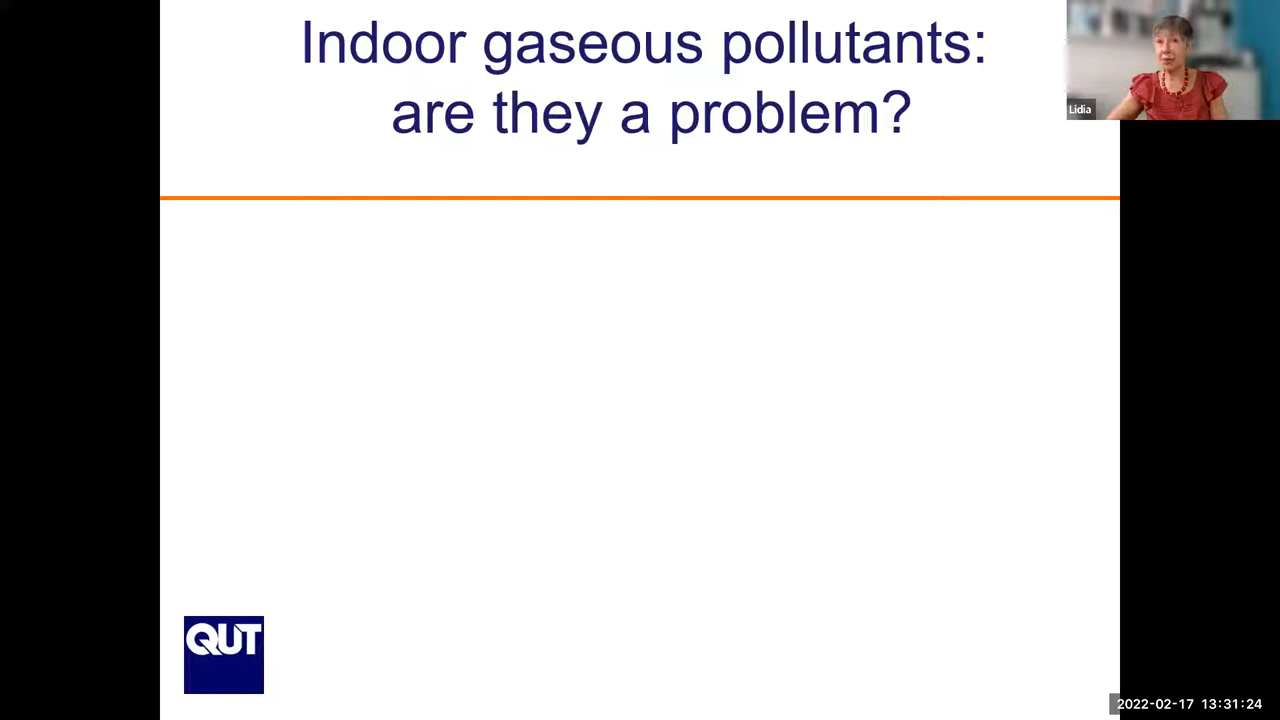 Indoor gaseous pollutants:
are they a problem?
Lidia
QUT
2022-02-17 13:31:24